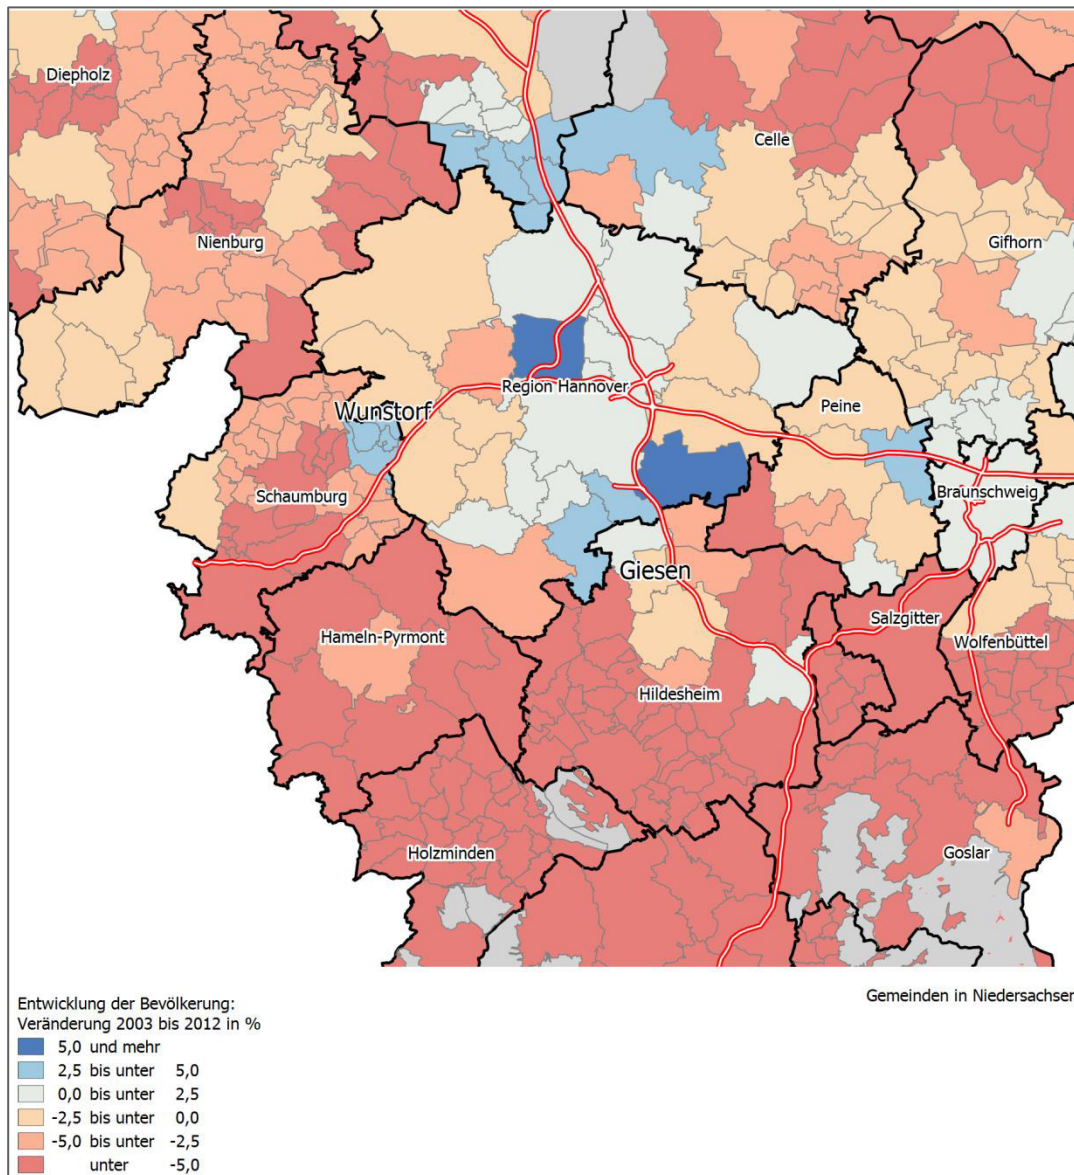 Diepholz
Celle
Nienburg
Gifhorn
Region Hannover
Wunstorf
Peine
Schaumburg
Braunschweig
Giesen
Salzgitter
Hameln-Pyrmont
Wolfenbüttel
Hildesheim
Holzminden
Goslar
Gemeinden in Niedersachsen
Entwicklung der Bevölkerung:
Veränderung 2003 bis 2012 in %
5,0 und mehr
2,5 bis unter 5,0
0,0 bis unter 2,5
-2,5 bis unter 0,0
-5,0 bis unter -2,5
unter -5,0